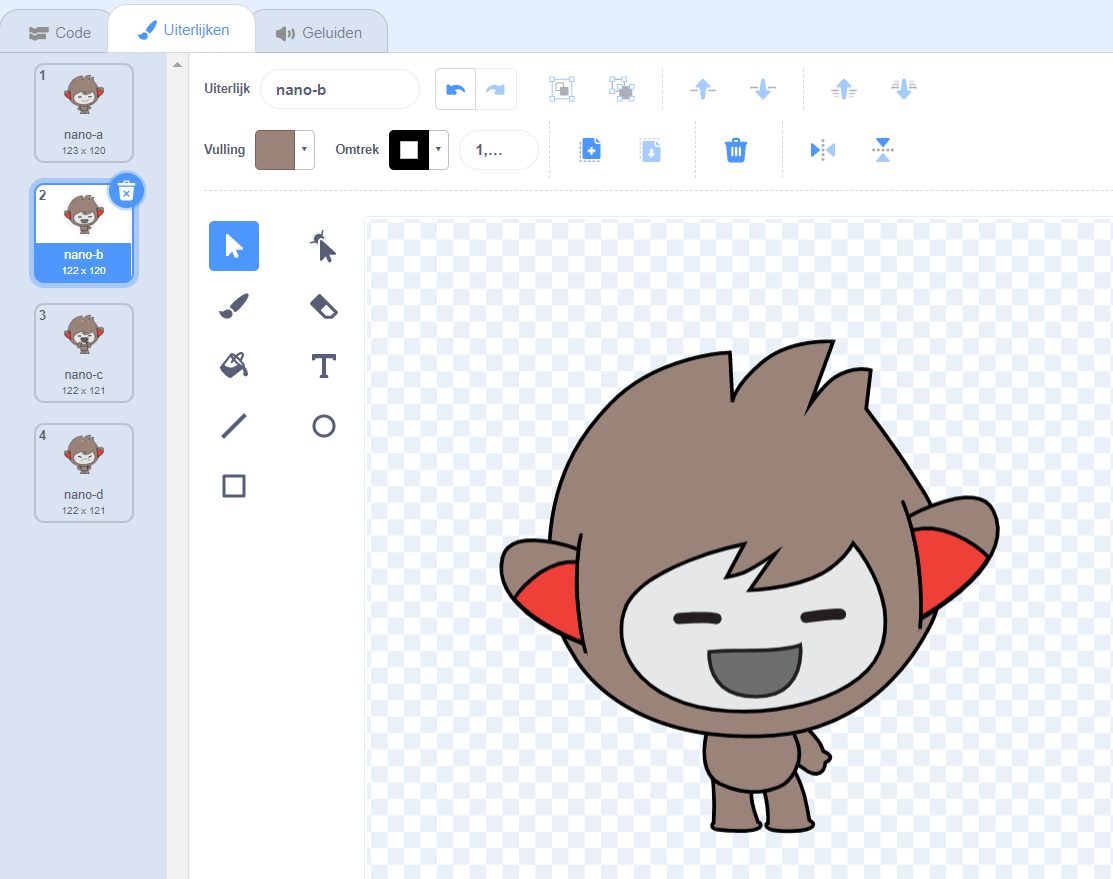 Code
Uiterlijken
Geluiden
1
nano-a
123 x 120
2
nano-b
122 x 120
3
nano-c
122 x 121
4
nano-d
122 x 121
Uiterlijk
nano-b
Vulling
Omtrek
1,...